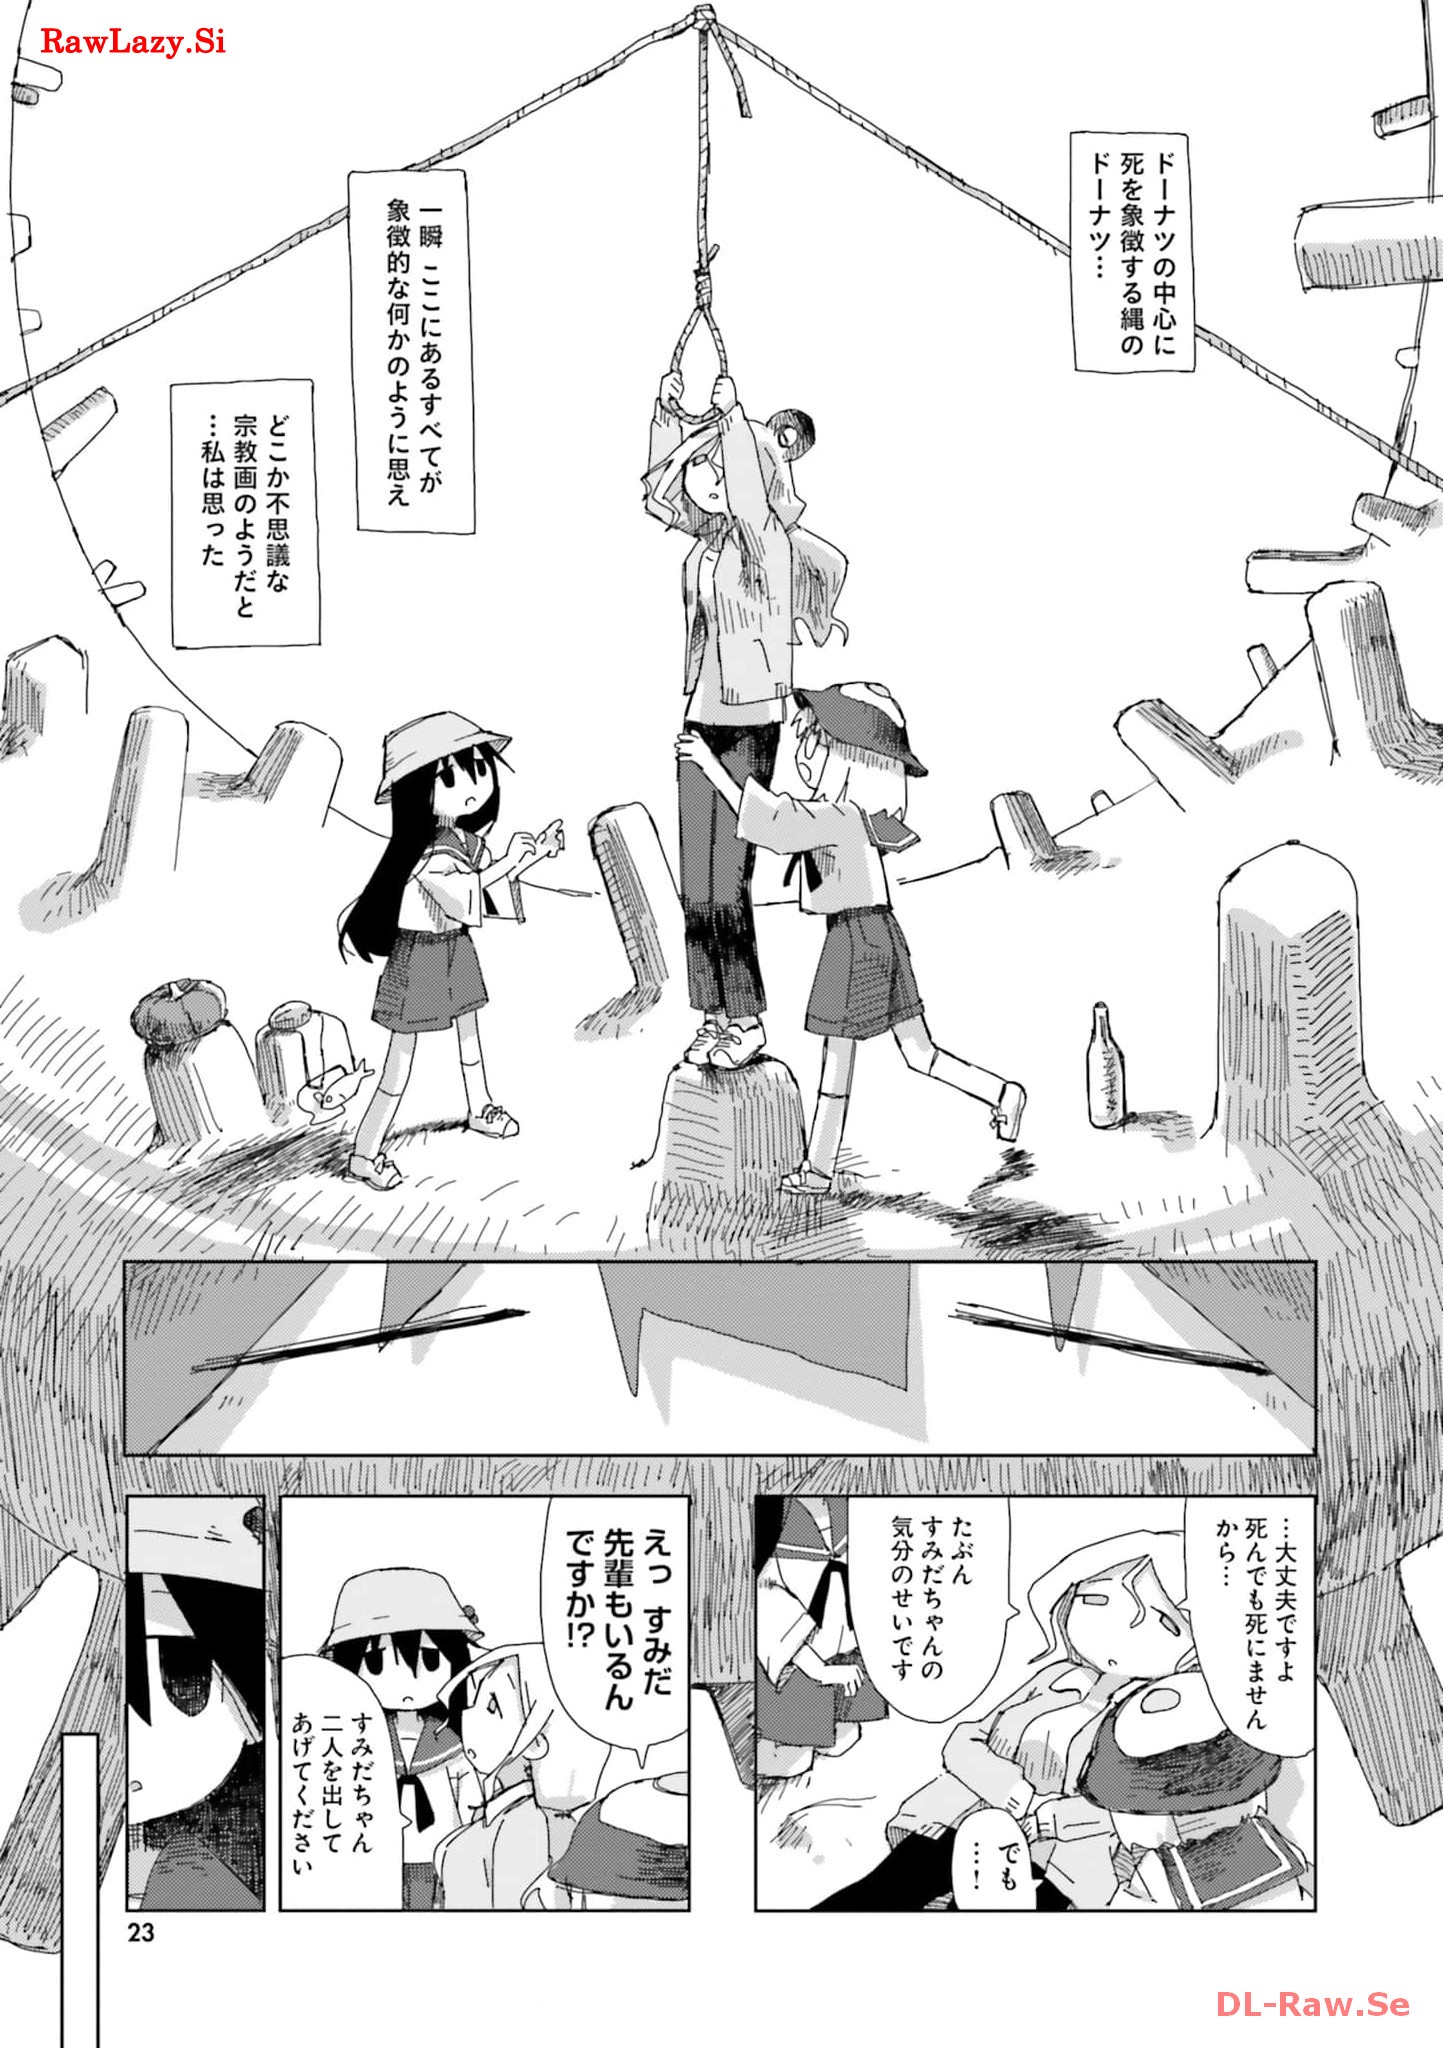 RawLazy.Si
ドーナツの中心に
死を象徴する縄の
ドーナツ…
一瞬 ここにあるすべてが
象徴的な何かのように思え
どこか不思議な
宗教画のようだと
…私は思った
…大丈夫ですよ
死んでも死にません
から…
でも
…!
たぶん
すみだちゃんの
気分のせいです
えっ すみだ
先輩もいるん
ですか!?
すみだちゃん
二人を出して
あげてください
23
DL-Raw.Se